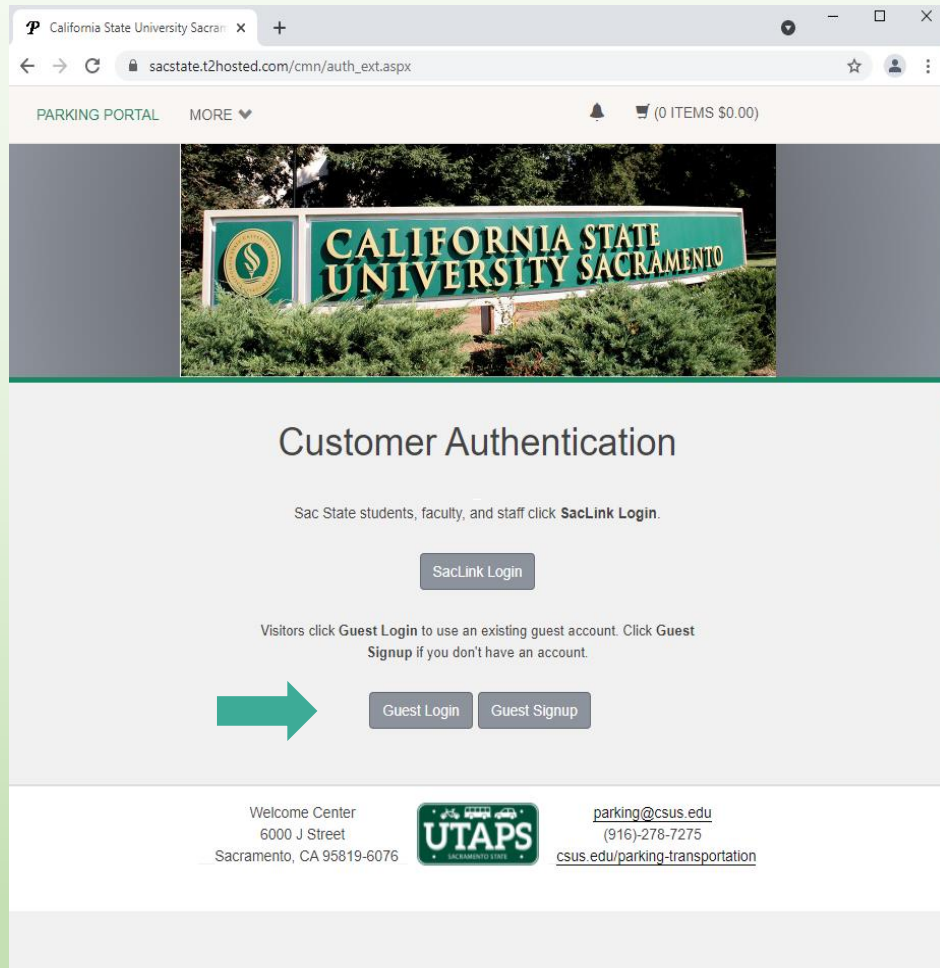 California State University Sacram
sacstate.t2hosted.com/cmn/auth_ext.aspx
PARKING PORTAL MORE (0 ITEMS $0.00)
CALIFORNIA STATE
UNIVERSITY SACRAMENTO
Customer Authentication
Sac State students, faculty, and staff click SacLink Login.
SacLink Login
Visitors click Guest Login to use an existing guest account. Click Guest
Signup if you don't have an account.
Guest Login Guest Signup
Welcome Center
6000 J Street
Sacramento, CA 95819-6076
UTAPS
SACRAMENTO STATE
parking@csus.edu
(916)-278-7275
csus.edu/parking-transportation